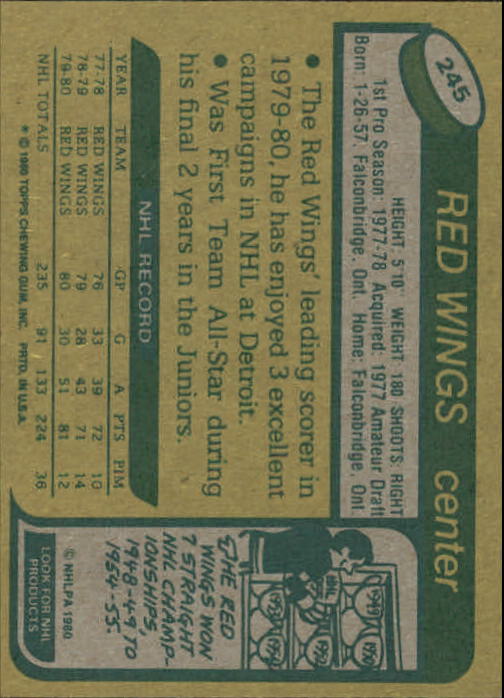 245
RED WINGS center
HEIGHT 5'10" WEIGHT 180 SHOOTS: RIGHT
1st Pro Season: 1977-78 Acquired: 1977 Amateur Draft
Born: 1-26-57, Falconbridge, Ont. Home: Falconbridge, Ont.
• The Red Wings' leading scorer in
1979-80, he has enjoyed 3 excellent
campaigns in NHL at Detroit.
• Was First Team All-Star during
his final 2 years in the Juniors.
NHL RECORD
YEAR TEAM GP G A PTS PIM
77-78 RED WINGS 76 33 39 72 10
78-79 RED WINGS 79 28 43 71 14
79-80 RED WINGS 80 30 51 81 12
NHL TOTALS 235 91 133 224 36
* © 1980 TOPPS CHEWING GUM, INC. PRTD. IN U.S.A.
1949 1950
THE RED
WINGS WON
7 STRAIGHT
NHL CHAMP-
IONSHIPS,
1948-49 TO
1954-55.
© NHLPA 1980
LOOK FOR NHL
PRODUCTS